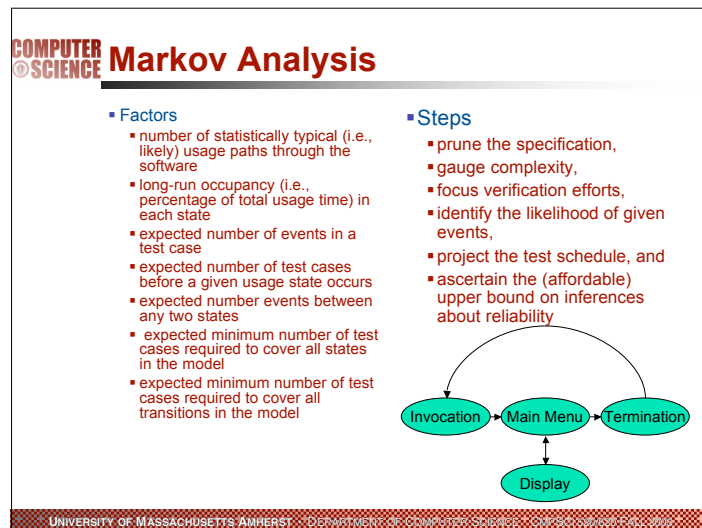 COMPUTER
SCIENCE
Markov Analysis
Factors
number of statistically typical (i.e.,
likely) usage paths through the
software
long-run occupancy (i.e.,
percentage of total usage time) in
each state
expected number of events in a
test case
expected number of test cases
before a given usage state occurs
expected number events between
any two states
expected minimum number of test
cases required to cover all states
in the model
expected minimum number of test
cases required to cover all
transitions in the model
Steps
prune the specification,
gauge complexity,
focus verification efforts,
identify the likelihood of given
events,
project the test schedule, and
ascertain the (affordable)
upper bound on inferences
about reliability
Invocation
Main Menu
Termination
Display
UNIVERSITY OF MASSACHUSETTS AMHERST · DEPARTMENT OF COMPUTER SCIENCE · CMPSCI 520/620 FALL 2003